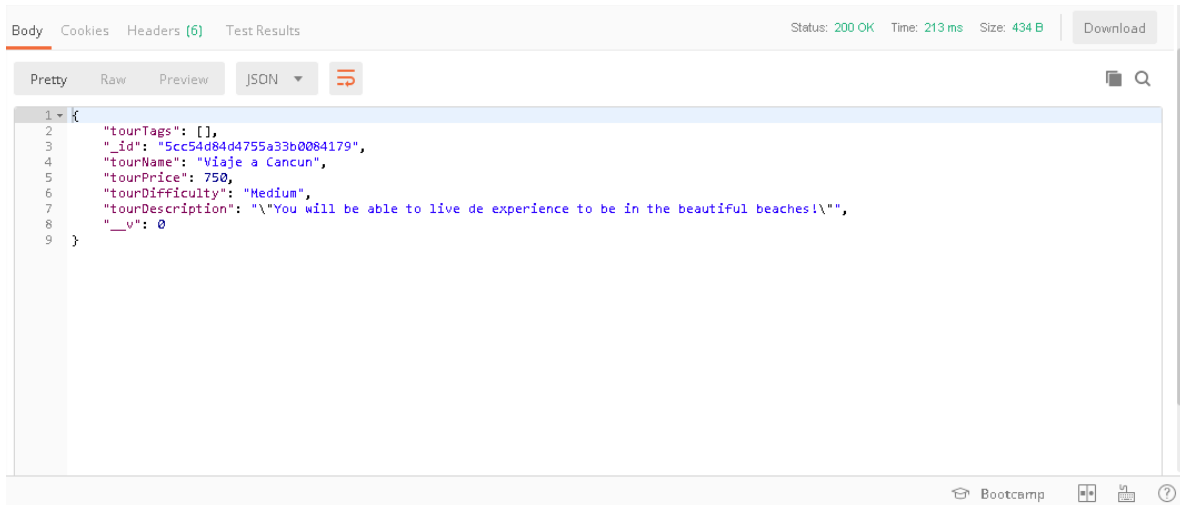 Body Cookies Headers (6) Test Results Status: 200 OK Time: 213 ms Size: 434 B Download
Pretty Raw Preview JSON
1 {
2 "tourTags": [],
3 "_id": "5cc54d84d4755a33b0084179",
4 "tourName": "Viaje a Cancun",
5 "tourPrice": 750,
6 "tourDifficulty": "Medium",
7 "tourDescription": "\"You will be able to live de experience to be in the beautiful beaches!\"",
8 "__v": 0
9 }
Bootcamp